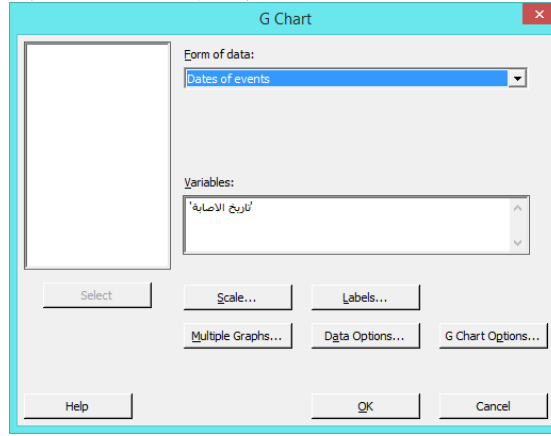 G Chart
Form of data:
Dates of events
Variables:
'تاريخ الاصابة'
Select
Scale...
Labels...
Multiple Graphs...
Data Options...
G Chart Options...
Help
OK
Cancel